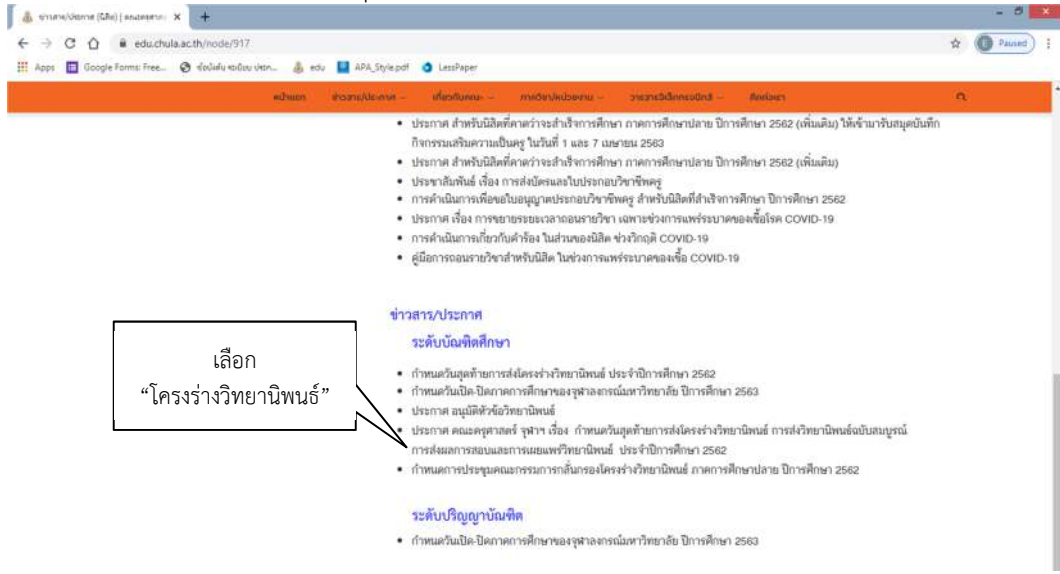 ข่าวสาร/ประกาศ (นิสิต) | คณะครุศาสตร
edu.chula.ac.th/node/917
Paused
Apps
Google Forms: Free...
edu
APA_Style.pdf
LessPaper
หน้าแรก ข่าวสาร/ประกาศ เกี่ยวกับคณะ ภาควิชา/หน่วยงาน วารสารอิเล็กทรอนิกส์ ติดต่อเรา
• ประกาศ สำหรับนิสิตที่คาดว่าจะสำเร็จการศึกษา ภาคการศึกษาปลาย ปีการศึกษา 2562 (เพิ่มเติม) ให้เข้ามารับสมุดบันทึก
กิจกรรมเสริมความเป็นครู ในวันที่ 1 และ 7 เมษายน 2563
• ประกาศ สำหรับนิสิตที่คาดว่าจะสำเร็จการศึกษา ภาคการศึกษาปลาย ปีการศึกษา 2562 (เพิ่มเติม)
• ประชาสัมพันธ์ เรื่อง การส่งบัตรและใบประกอบวิชาชีพครู
• การดำเนินการเพื่อขอใบอนุญาตประกอบวิชาชีพครู สำหรับนิสิตที่สำเร็จการศึกษา ปีการศึกษา 2562
• ประกาศ เรื่อง การขยายระยะเวลาถอนรายวิชา เฉพาะช่วงการแพร่ระบาดของเชื้อโรค COVID-19
• การดำเนินการเกี่ยวกับคำร้อง ในส่วนของนิสิต ช่วงวิกฤติ COVID-19
• คู่มือการถอนรายวิชาสำหรับนิสิต ในช่วงการแพร่ระบาดของเชื้อ COVID-19
ข่าวสาร/ประกาศ
ระดับบัณฑิตศึกษา
เลือก
“โครงร่างวิทยานิพนธ์”
• กำหนดวันสุดท้ายการส่งโครงร่างวิทยานิพนธ์ ประจำปีการศึกษา 2562
• กำหนดวันเปิด-ปิดภาคการศึกษาของจุฬาลงกรณ์มหาวิทยาลัย ปีการศึกษา 2563
• ประกาศ อนุมัติหัวข้อวิทยานิพนธ์
• ประกาศ คณะครุศาสตร์ จุฬาฯ เรื่อง กำหนดวันสุดท้ายการส่งโครงร่างวิทยานิพนธ์ การส่งวิทยานิพนธ์ฉบับสมบูรณ์
การส่งผลการสอบและการเผยแพร่วิทยานิพนธ์ ประจำปีการศึกษา 2562
• กำหนดการประชุมคณะกรรมการกลั่นกรองโครงร่างวิทยานิพนธ์ ภาคการศึกษาปลาย ปีการศึกษา 2562
ระดับปริญญาบัณฑิต
• กำหนดวันเปิด-ปิดภาคการศึกษาของจุฬาลงกรณ์มหาวิทยาลัย ปีการศึกษา 2563